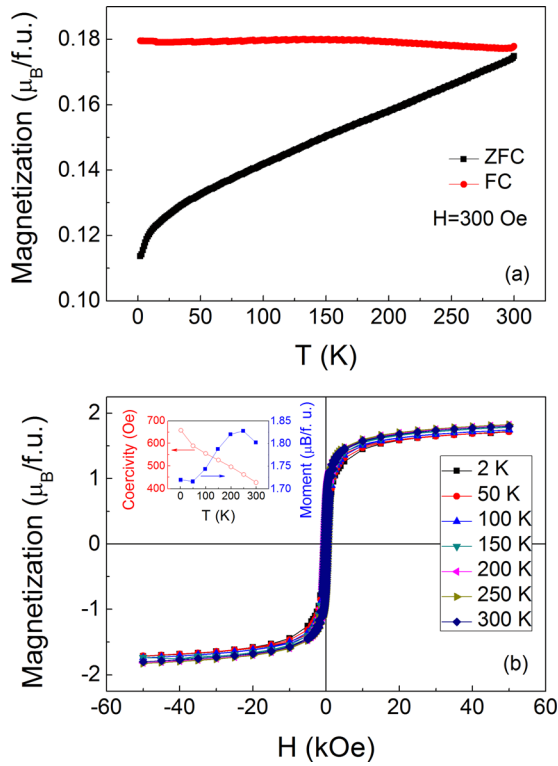 0.18
0.16
0.14
0.12
0.10
Magnetization (μB/f.u.)
ZFC
FC
H=300 Oe
(a)
0 50 100 150 200 250 300
T (K)
2
1
0
-1
-2
Magnetization (μB/f.u.)
700
600
500
400
Coercivity (Oe)
1.85
1.80
1.75
1.70
Moment (μB/f. u.)
0 100 200 300
T (K)
2 K
50 K
100 K
150 K
200 K
250 K
300 K
(b)
-60 -40 -20 0 20 40 60
H (kOe)